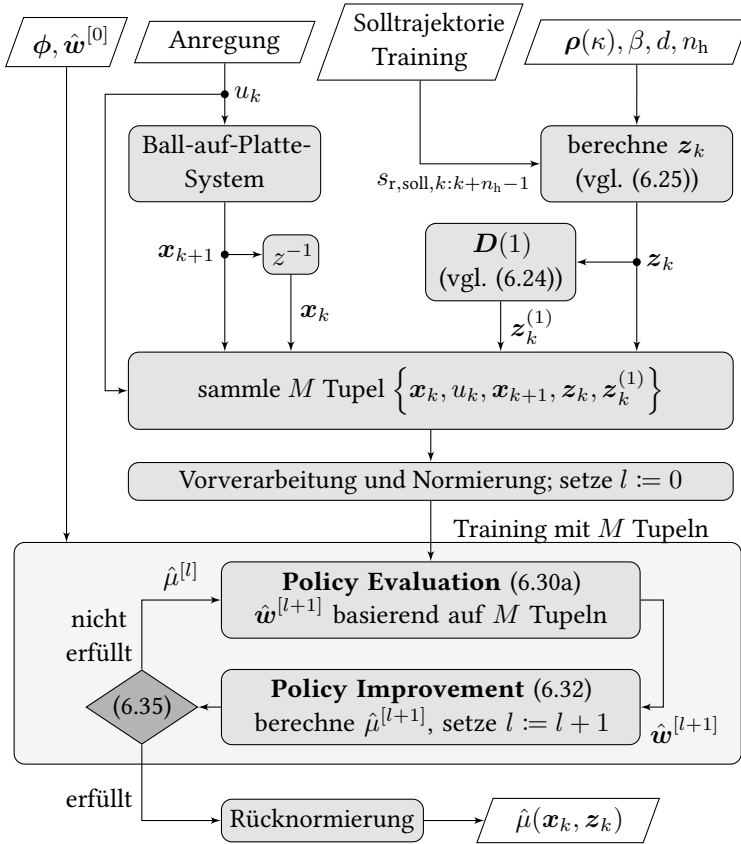 ϕ, ŵ^[0]
Anregung
Solltrajektorie
Training
ρ(κ), β, d, n_h
u_k
Ball-auf-Platte-
System
s_{r,soll,k:k+n_h−1}
berechne z_k
(vgl. (6.25))
x_{k+1}
z^{−1}
D(1)
(vgl. (6.24))
z_k
x_k
z_k^{(1)}
sammle M Tupel {x_k, u_k, x_{k+1}, z_k, z_k^{(1)}}
Vorverarbeitung und Normierung; setze l := 0
Training mit M Tupeln
μ̂^[l]
Policy Evaluation (6.30a)
ŵ^[l+1] basierend auf M Tupeln
nicht
erfüllt
(6.35)
Policy Improvement (6.32)
berechne μ̂^[l+1], setze l := l + 1
ŵ^[l+1]
erfüllt
Rücknormierung
μ̂(x_k, z_k)